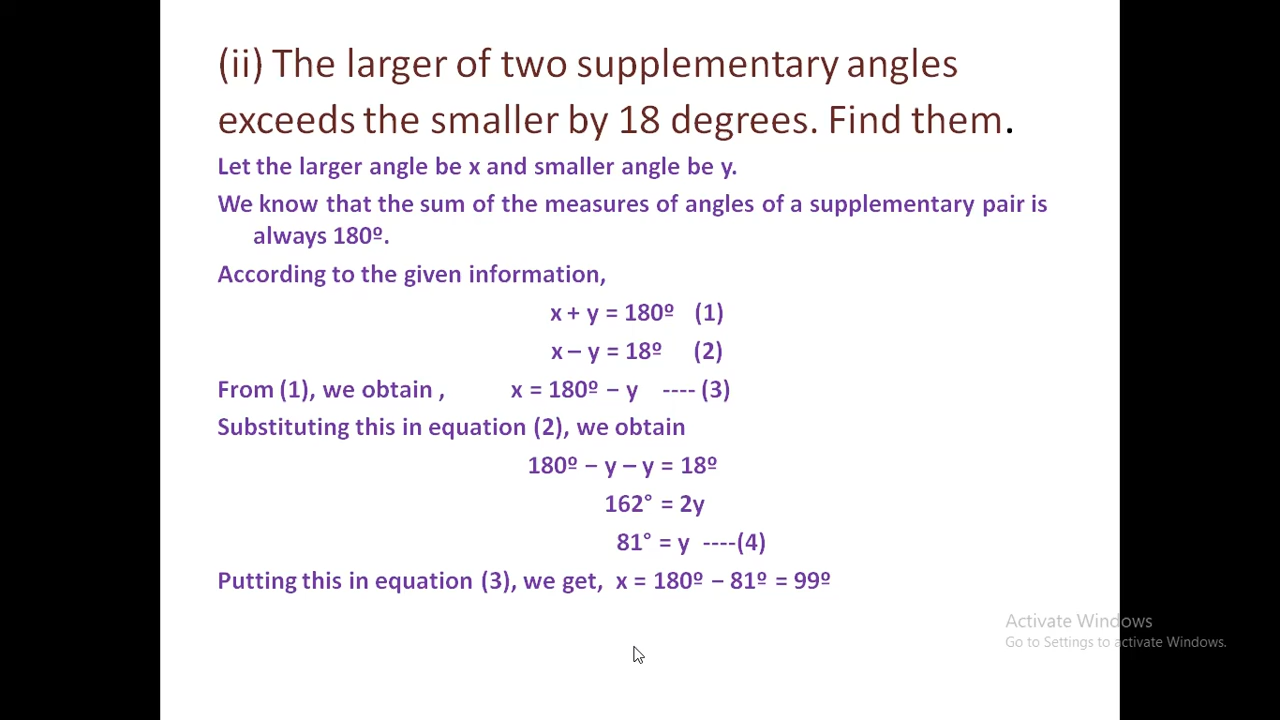 (ii) The larger of two supplementary angles
exceeds the smaller by 18 degrees. Find them.
Let the larger angle be x and smaller angle be y.
We know that the sum of the measures of angles of a supplementary pair is
always 180º.
According to the given information,
x + y = 180º (1)
x – y = 18º (2)
From (1), we obtain , x = 180º − y ---- (3)
Substituting this in equation (2), we obtain
180º − y – y = 18º
162° = 2y
81° = y ----(4)
Putting this in equation (3), we get, x = 180º − 81º = 99º
Activate Windows
Go to Settings to activate Windows.